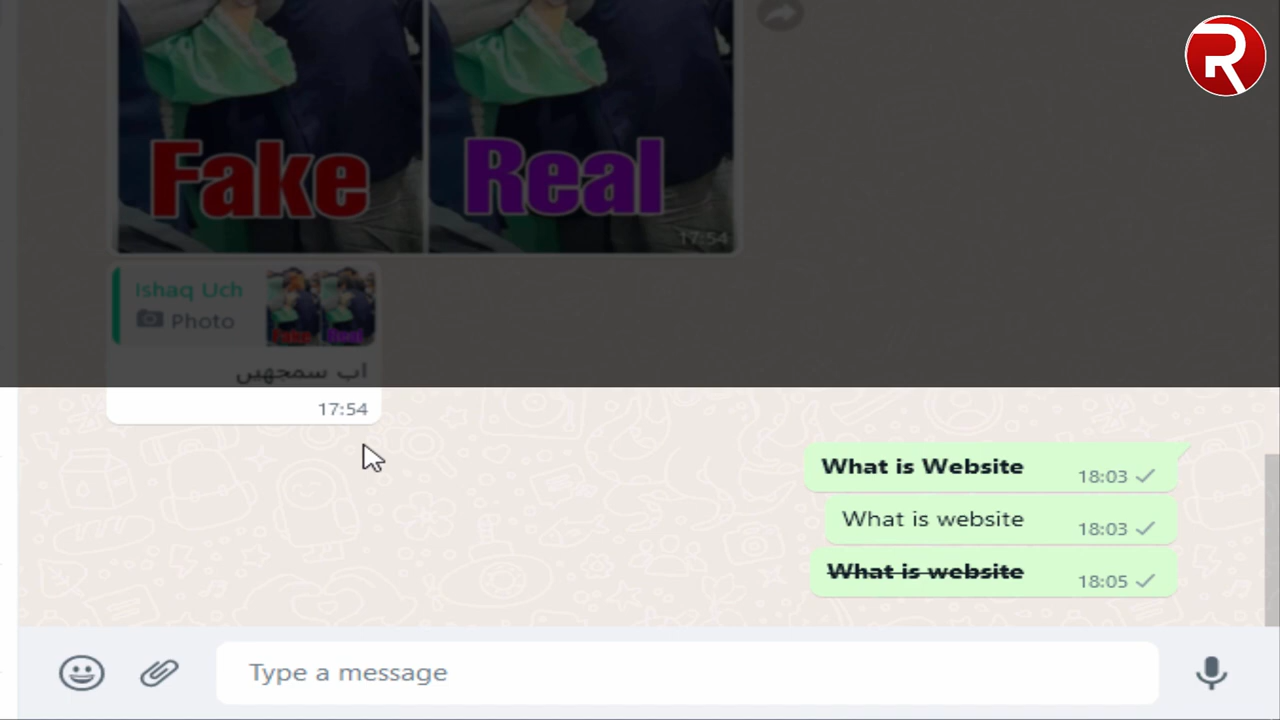 Fake
Real
17:54
Ishaq Uch
Photo
اب سمجھیں
17:54
What is Website
18:03
What is website
18:03
What is website
18:05
Type a message
R